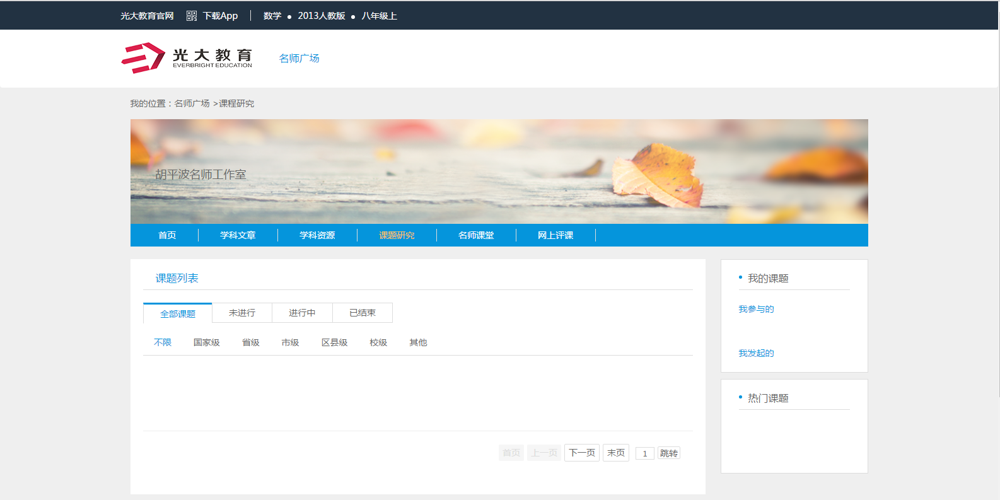 光大教育官网 下载App 数学 ● 2013人教版 ● 八年级上
光大教育
EVERBRIGHT EDUCATION
名师广场
我的位置：名师广场 >课程研究
胡平波名师工作室
首页 学科文章 学科资源 课题研究 名师课堂 网上评课
课题列表
全部课题 未进行 进行中 已结束
不限 国家级 省级 市级 区县级 校级 其他
首页 上一页 下一页 末页 1 跳转
• 我的课题
我参与的
我发起的
• 热门课题